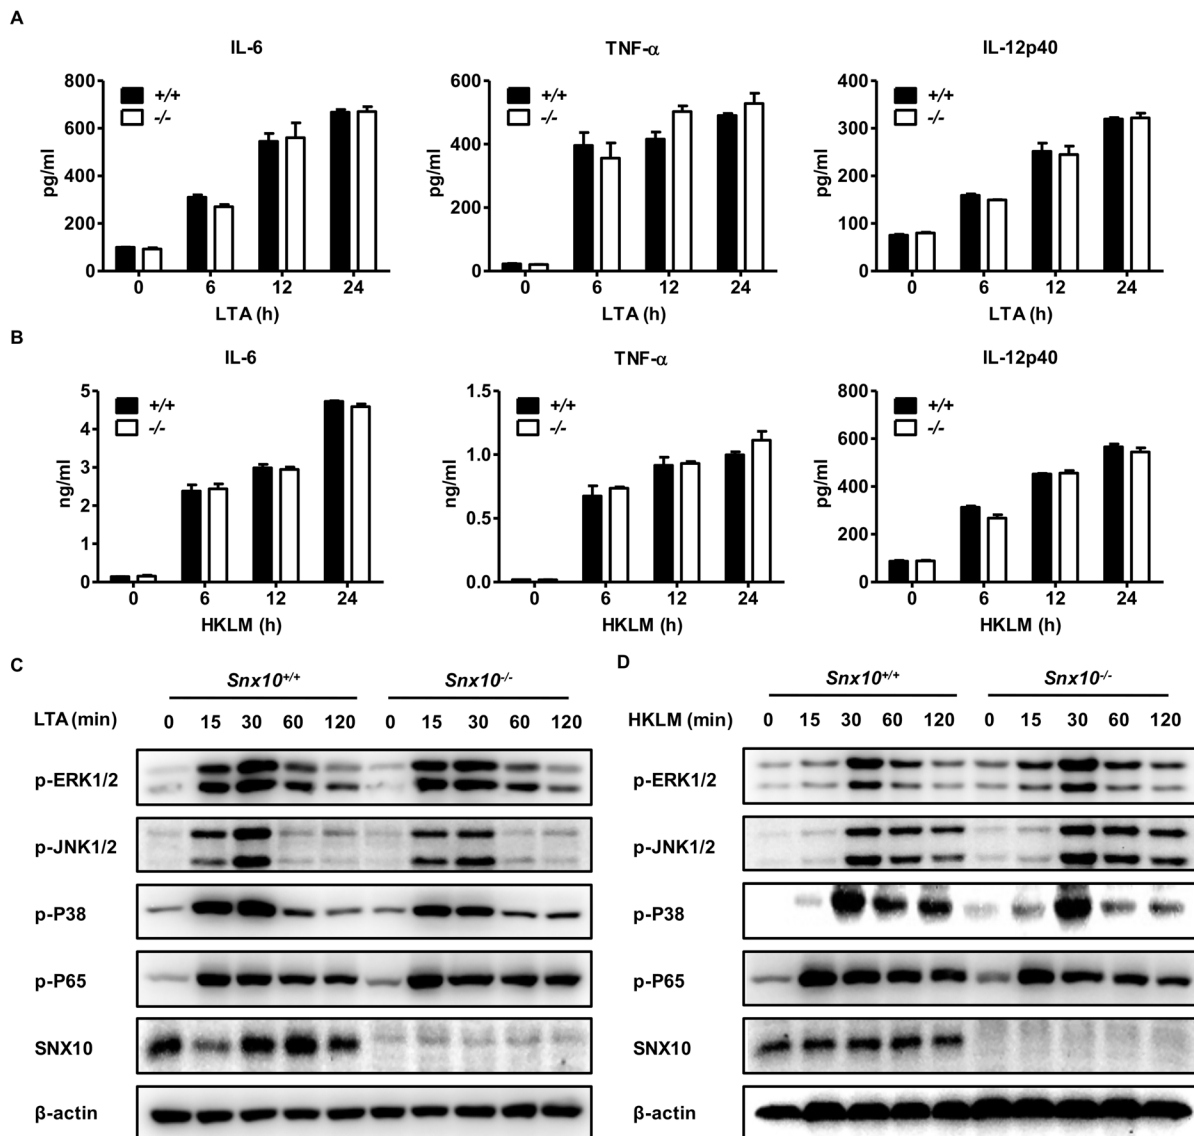 A
IL-6
TNF-α
IL-12p40
800
600
400
200
0
pg/ml
+/+
-/-
0 6 12 24
LTA (h)
600
400
200
0
pg/ml
+/+
-/-
0 6 12 24
LTA (h)
400
300
200
100
0
pg/ml
+/+
-/-
0 6 12 24
LTA (h)
B
IL-6
TNF-α
IL-12p40
5
4
3
2
1
0
ng/ml
+/+
-/-
0 6 12 24
HKLM (h)
1.5
1.0
0.5
0.0
ng/ml
+/+
-/-
0 6 12 24
HKLM (h)
800
600
400
200
0
pg/ml
+/+
-/-
0 6 12 24
HKLM (h)
C
Snx10+/+ Snx10-/-
LTA (min) 0 15 30 60 120 0 15 30 60 120
p-ERK1/2
p-JNK1/2
p-P38
p-P65
SNX10
β-actin
D
Snx10+/+ Snx10-/-
HKLM (min) 0 15 30 60 120 0 15 30 60 120
p-ERK1/2
p-JNK1/2
p-P38
p-P65
SNX10
β-actin